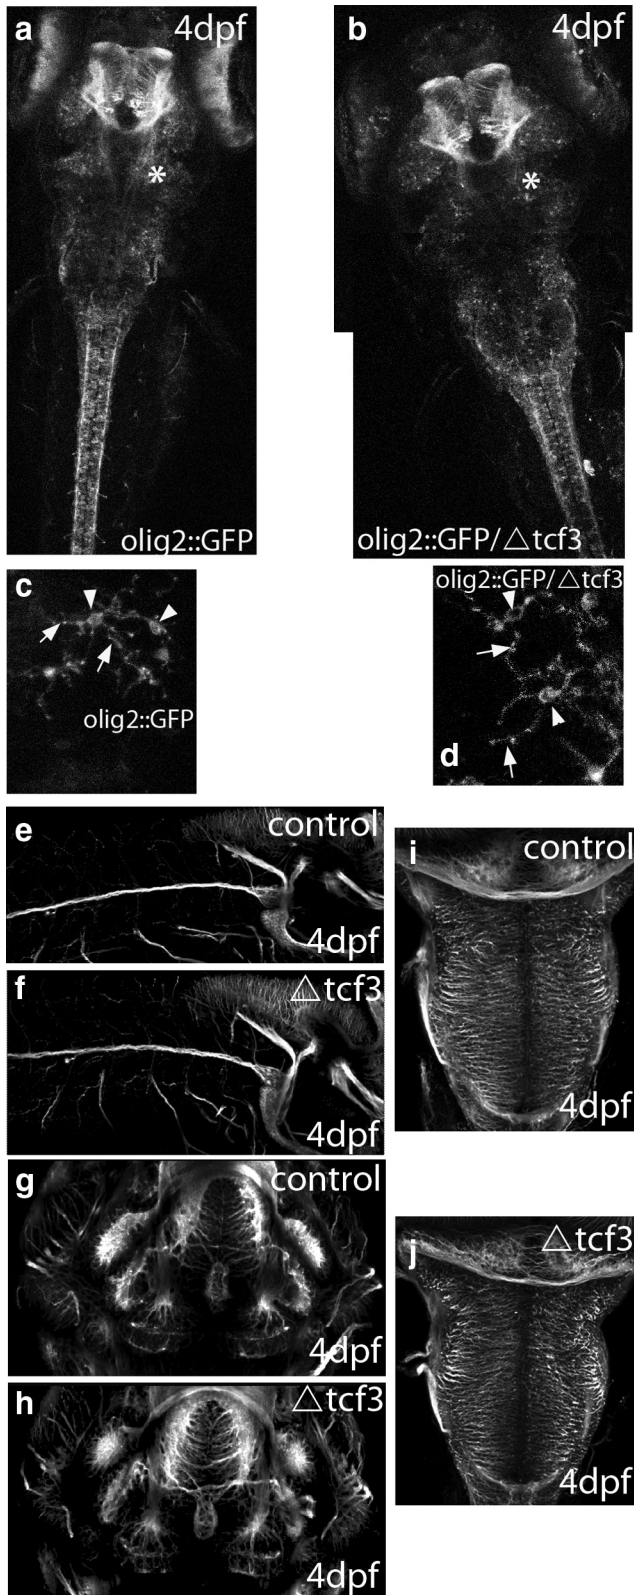 a 4dpf
*
olig2::GFP
b 4dpf
*
olig2::GFP/△tcf3
c
olig2::GFP
olig2::GFP/△tcf3
d
e control
4dpf
f △tcf3
4dpf
g control
4dpf
h △tcf3
4dpf
i control
4dpf
j △tcf3
4dpf